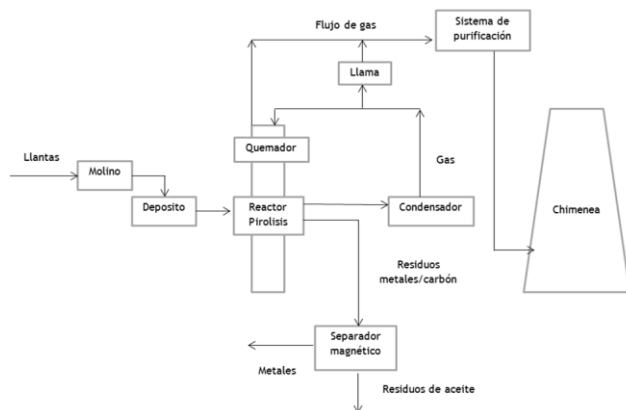 Flujo de gas
Sistema de
purificación
Llama
Llantas
Molino
Quemador
Gas
Deposito
Reactor
Pirolisis
Condensador
Chimenea
Residuos
metales/carbón
Separador
magnético
Metales
Residuos de aceite